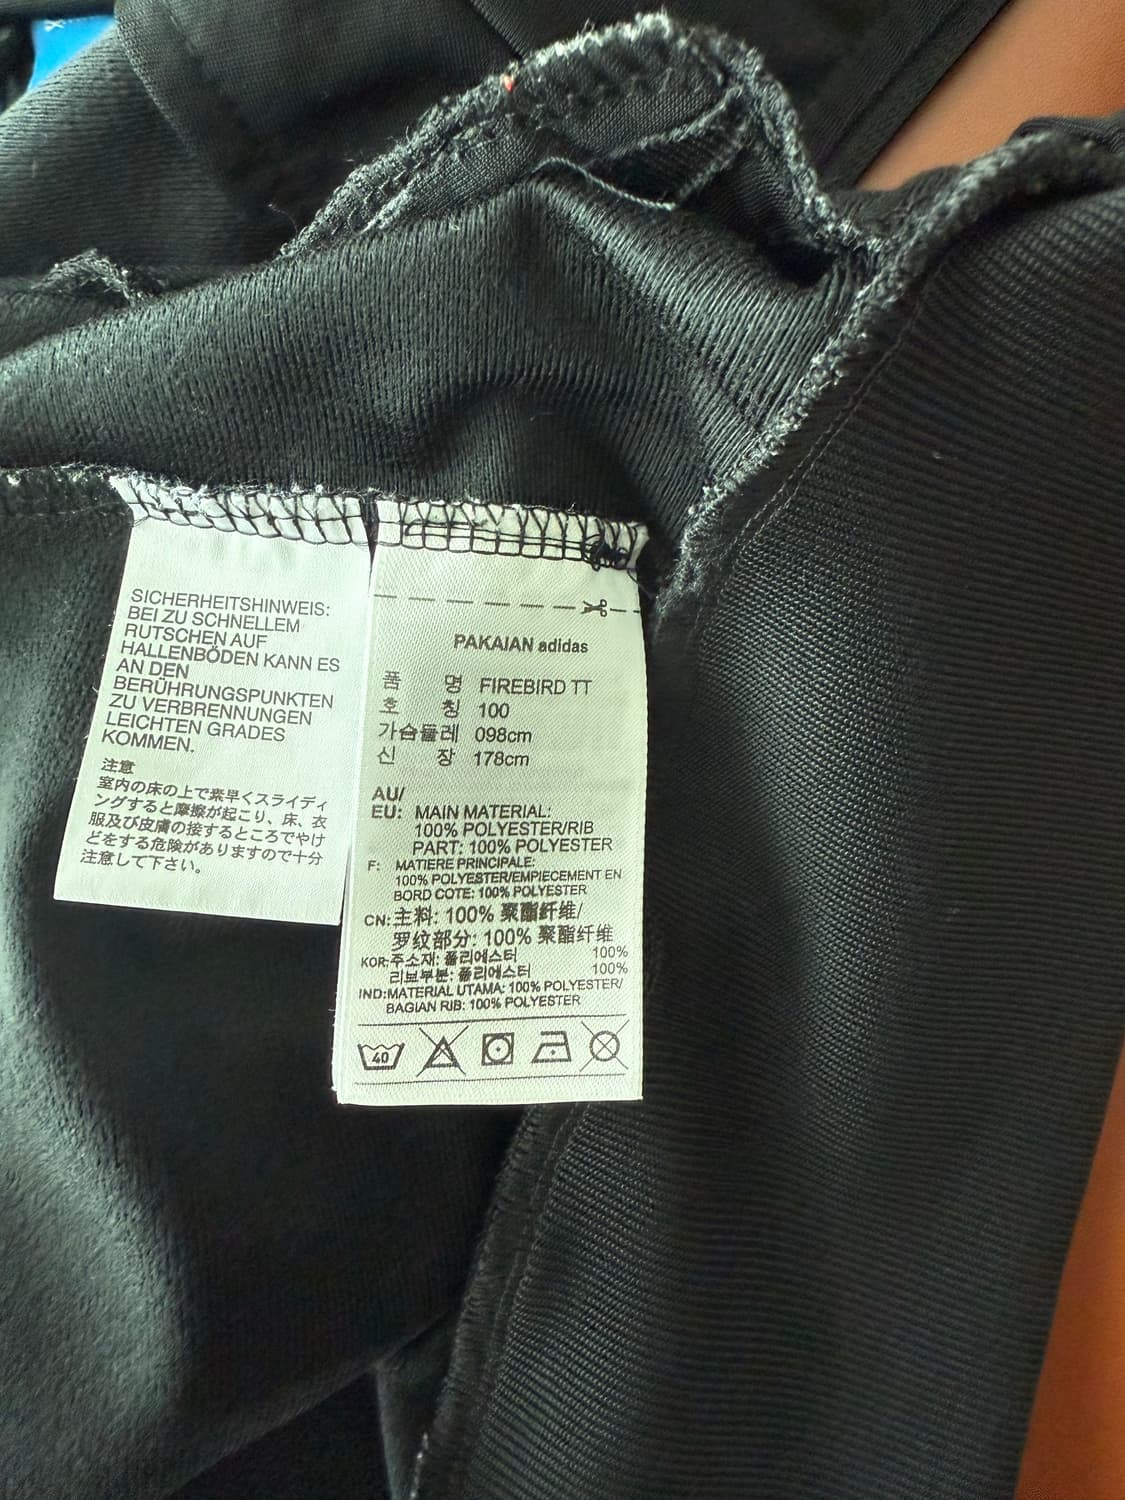 SICHERHEITSHINWEIS:
BEI ZU SCHNELLEM
RUTSCHEN AUF
HALLENBÖDEN KANN ES
AN DEN
BERÜHRUNGSPUNKTEN
ZU VERBRENNUNGEN
LEICHTEN GRADES
KOMMEN.
注意
室内の床の上で素早くスライディ
ングすると摩擦が起こり、床、衣
服及び皮膚の接するところでやけ
どをする危険がありますので十分
注意して下さい。
PAKAIAN adidas
품 명 FIREBIRD TT
호 칭 100
가슴둘레 098cm
신 장 178cm
AU/
EU: MAIN MATERIAL:
100% POLYESTER/RIB
PART: 100% POLYESTER
F: MATIERE PRINCIPALE:
100% POLYESTER/EMPIECEMENT EN
BORD COTE: 100% POLYESTER
CN: 主料: 100% 聚酯纤维/
罗纹部分: 100% 聚酯纤维
KOR: 주소재: 폴리에스터 100%
리브부분: 폴리에스터 100%
IND: MATERIAL UTAMA: 100% POLYESTER/
BAGIAN RIB: 100% POLYESTER
40